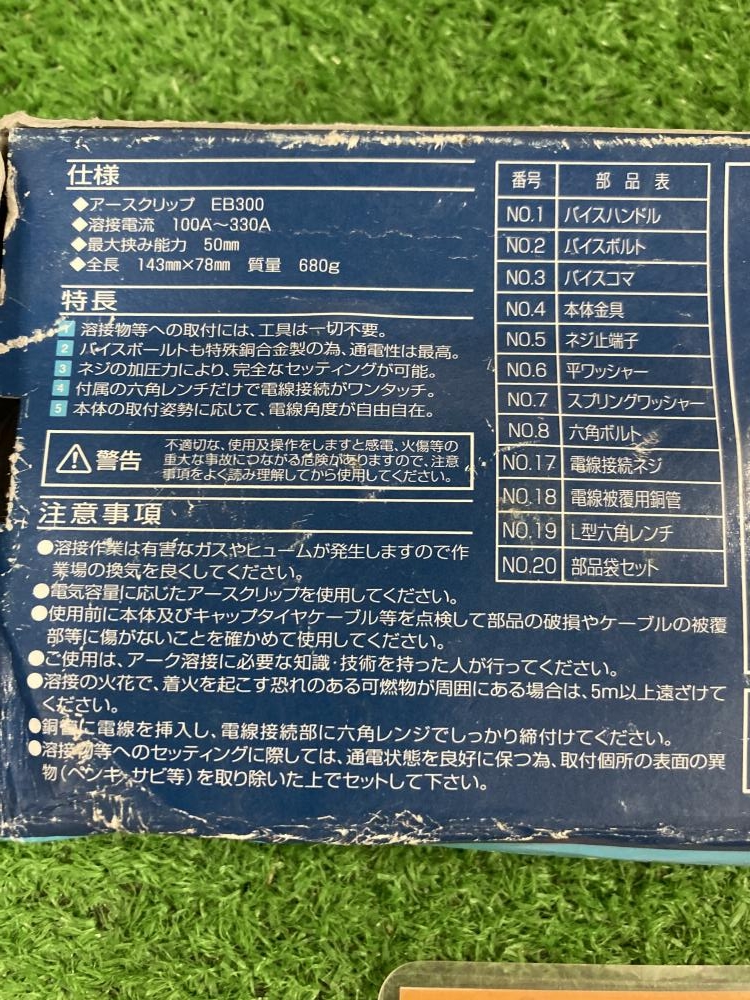 仕様
◆アースクリップ EB300
◆溶接電流 100A〜330A
◆最大挟み能力 50㎜
◆全長 143㎜×78㎜ 質量 680g
特長
1 溶接物等への取付には、工具は一切不要。
2 バイスボールトも特殊銅合金製の為、通電性は最高。
3 ネジの加圧力により、完全なセッティングが可能。
4 付属の六角レンチだけで電線接続がワンタッチ。
5 本体の取付姿勢に応じて、電線角度が自由自在。
警告
不適切な、使用及操作をしますと感電、火傷等の
重大な事故につながる危険がありますので、注意
事項をよく読み理解してから使用してください。
注意事項
●溶接作業は有害なガスやヒュームが発生しますので作
業場の換気を良くしてください。
●電気容量に応じたアースクリップを使用してください。
●使用前に本体及びキャップタイヤケーブル等を点検して部品の破損やケーブルの被覆
部等に傷がないことを確かめて使用してください。
●ご使用は、アーク溶接に必要な知識・技術を持った人が行ってください。
●溶接の火花で、着火を起こす恐れのある可燃物が周囲にある場合は、5m以上遠ざけて
ください。
●銅管に電線を挿入し、電線接続部に六角レンジでしっかり締付けてください。
●溶接物等へのセッティングに際しては、通電状態を良好に保つ為、取付個所の表面の異
物(ペンキ、サビ等)を取り除いた上でセットして下さい。
番号 部品表
NO.1 バイスハンドル
NO.2 バイスボルト
NO.3 バイスコマ
NO.4 本体金具
NO.5 ネジ止端子
NO.6 平ワッシャー
NO.7 スプリングワッシャー
NO.8 六角ボルト
NO.17 電線接続ネジ
NO.18 電線被覆用銅管
NO.19 L型六角レンチ
NO.20 部品袋セット